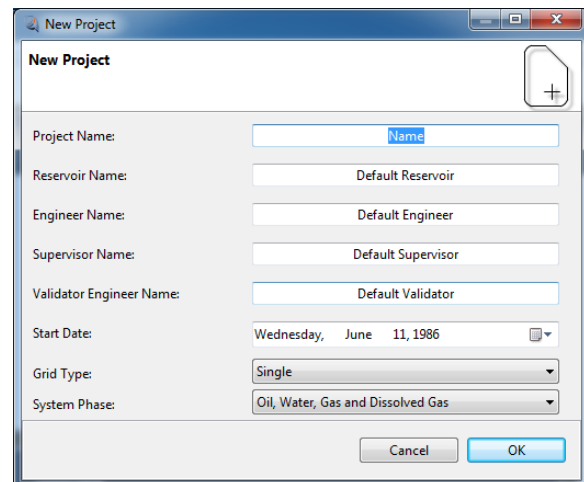 New Project
New Project
Project Name: Name
Reservoir Name: Default Reservoir
Engineer Name: Default Engineer
Supervisor Name: Default Supervisor
Validator Engineer Name: Default Validator
Start Date: Wednesday, June 11, 1986
Grid Type: Single
System Phase: Oil, Water, Gas and Dissolved Gas
Cancel OK